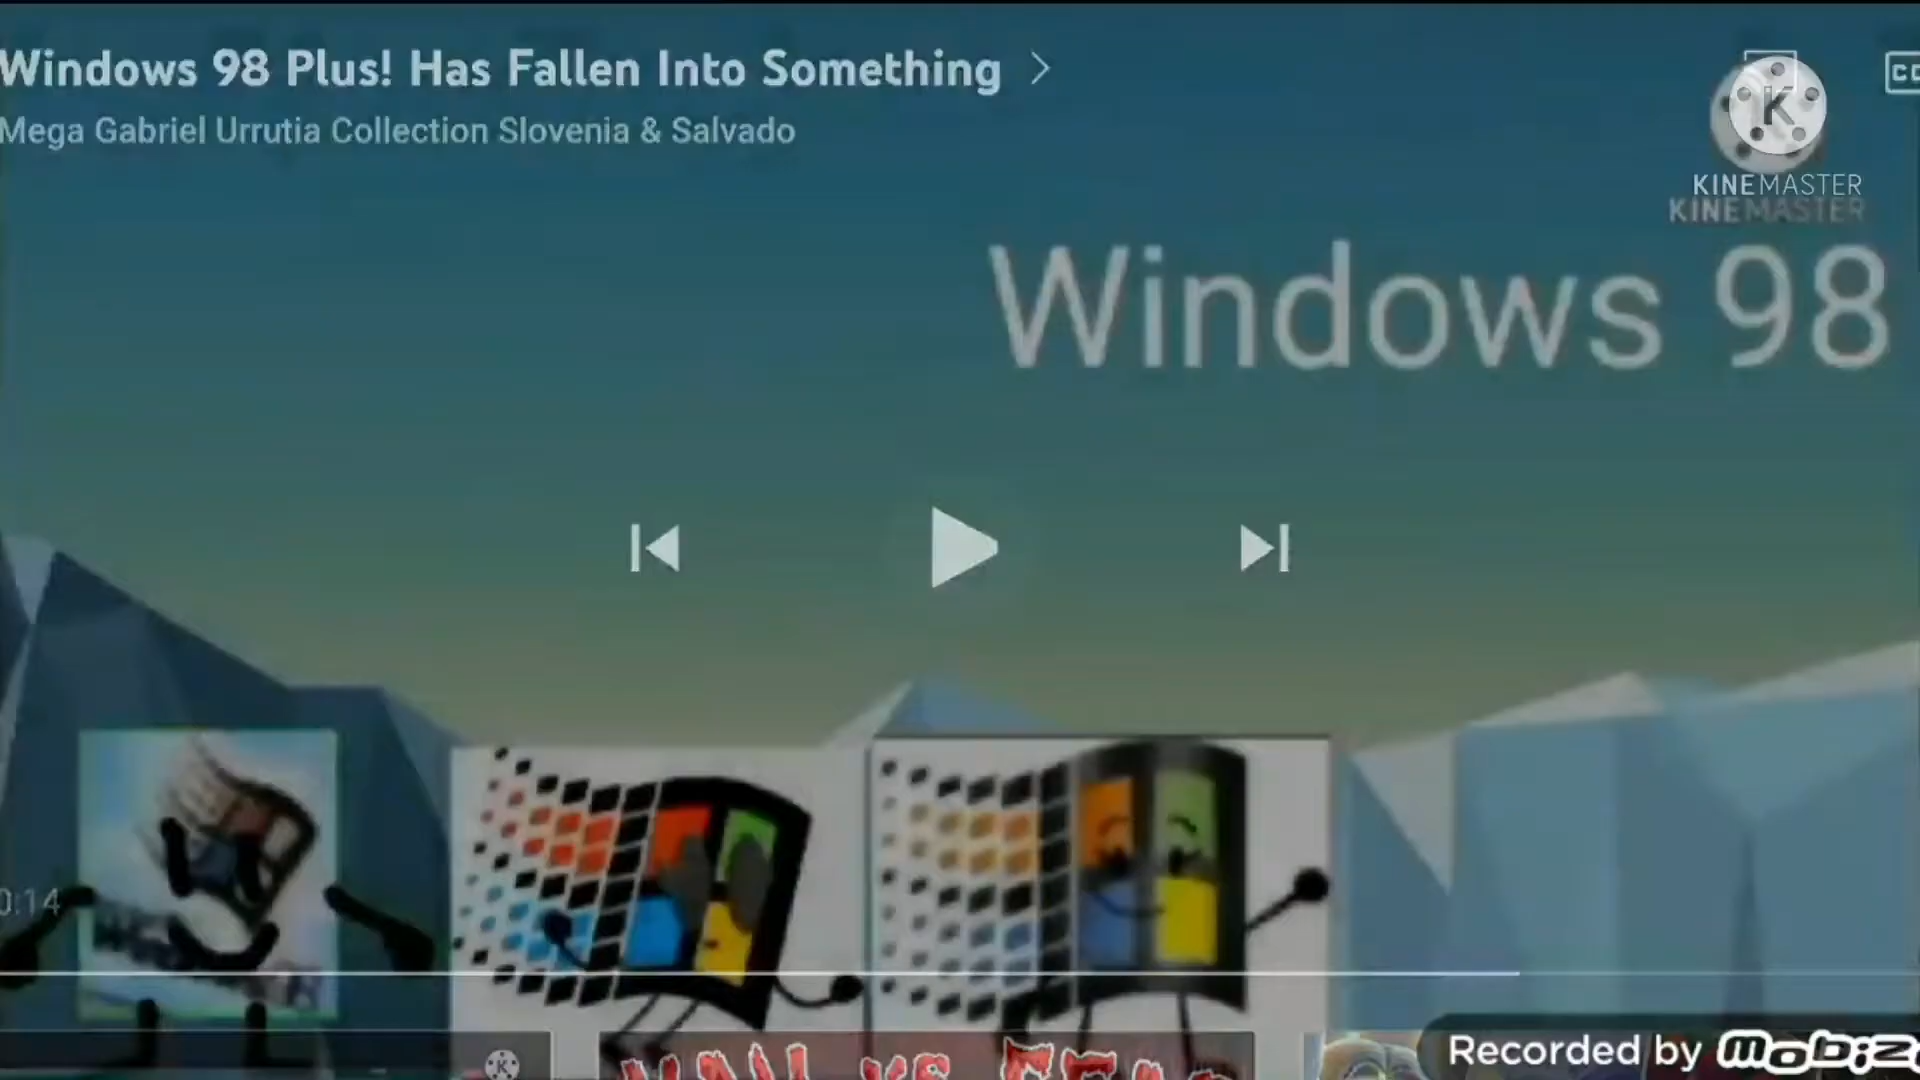 Windows 98 Plus! Has Fallen Into Something
Mega Gabriel Urrutia Collection Slovenia & Salvado
KINEMASTER
KINEMASTER
Windows 98
0:14
Recorded by